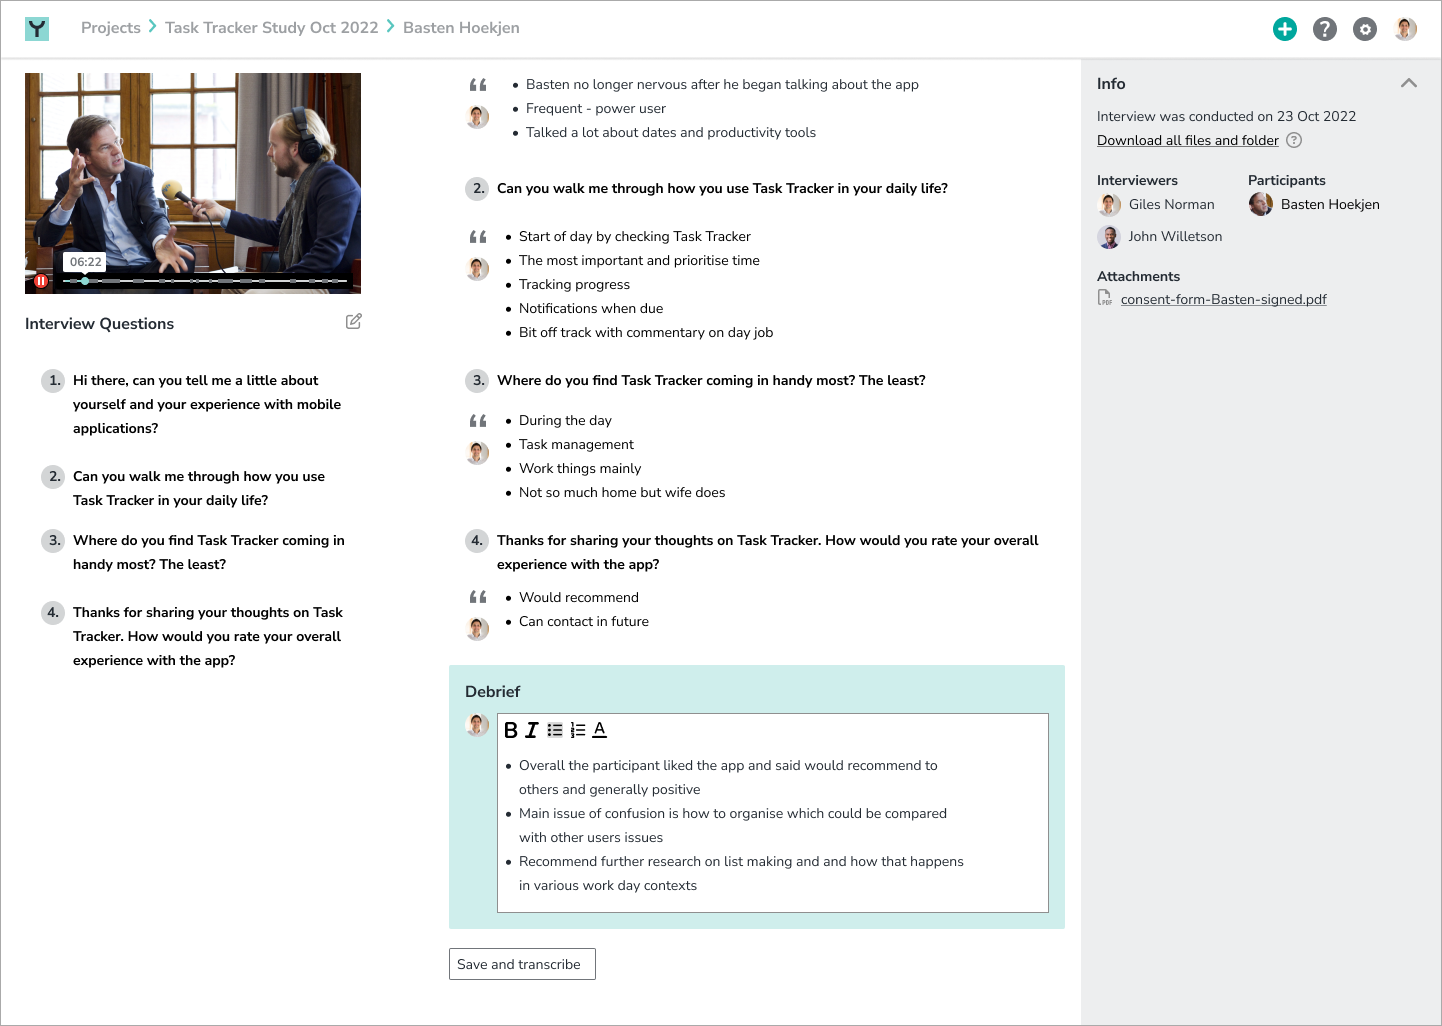 Projects > Task Tracker Study Oct 2022 > Basten Hoekjen
06:22
Interview Questions
1. Hi there, can you tell me a little about
yourself and your experience with mobile
applications?
2. Can you walk me through how you use
Task Tracker in your daily life?
3. Where do you find Task Tracker coming in
handy most? The least?
4. Thanks for sharing your thoughts on Task
Tracker. How would you rate your overall
experience with the app?
• Basten no longer nervous after he began talking about the app
• Frequent - power user
• Talked a lot about dates and productivity tools
2. Can you walk me through how you use Task Tracker in your daily life?
• Start of day by checking Task Tracker
• The most important and prioritise time
• Tracking progress
• Notifications when due
• Bit off track with commentary on day job
3. Where do you find Task Tracker coming in handy most? The least?
• During the day
• Task management
• Work things mainly
• Not so much home but wife does
4. Thanks for sharing your thoughts on Task Tracker. How would you rate your overall
experience with the app?
• Would recommend
• Can contact in future
Debrief
B I A
• Overall the participant liked the app and said would recommend to
others and generally positive
• Main issue of confusion is how to organise which could be compared
with other users issues
• Recommend further research on list making and and how that happens
in various work day contexts
Save and transcribe
Info
Interview was conducted on 23 Oct 2022
Download all files and folder ?
Interviewers
Giles Norman
John Willetson
Participants
Basten Hoekjen
Attachments
PDF consent-form-Basten-signed.pdf